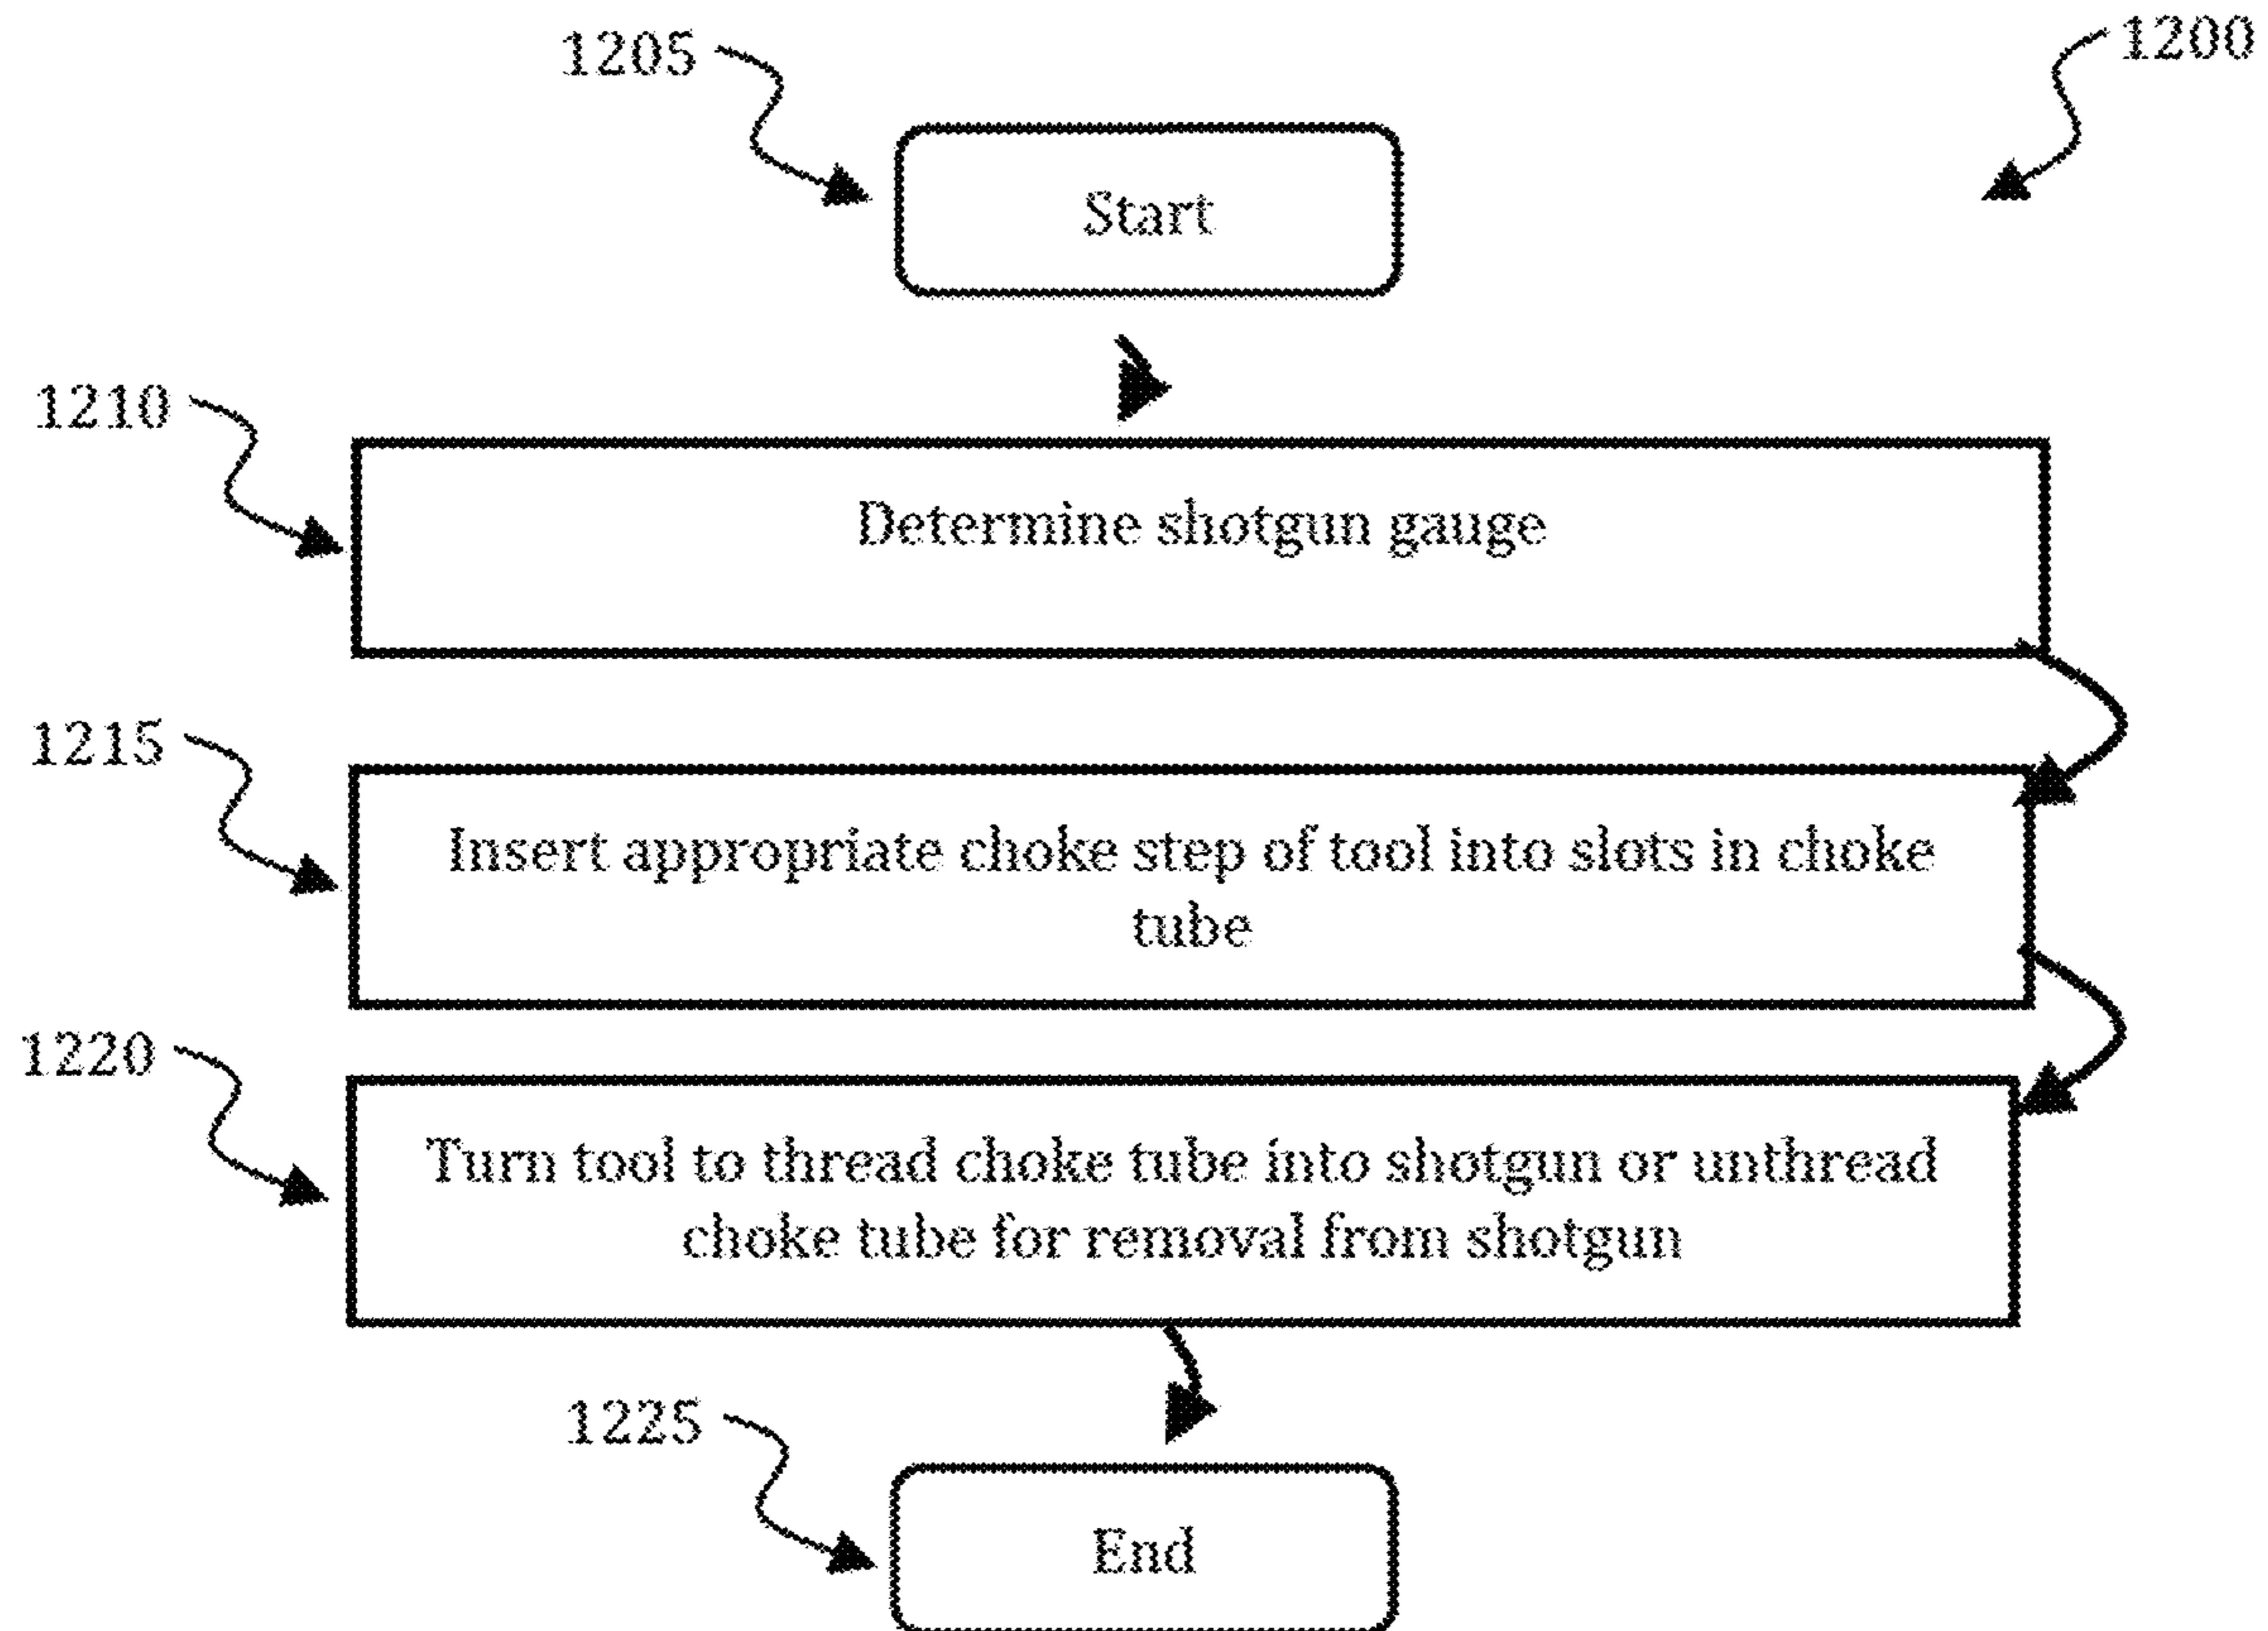 1205
1200
Start
1210
Determine shotgun gauge
1215
Insert appropriate choke step of tool into slots in choke
tube
1220
Turn tool to thread choke tube into shotgun or unthread
choke tube for removal from shotgun
1225
End